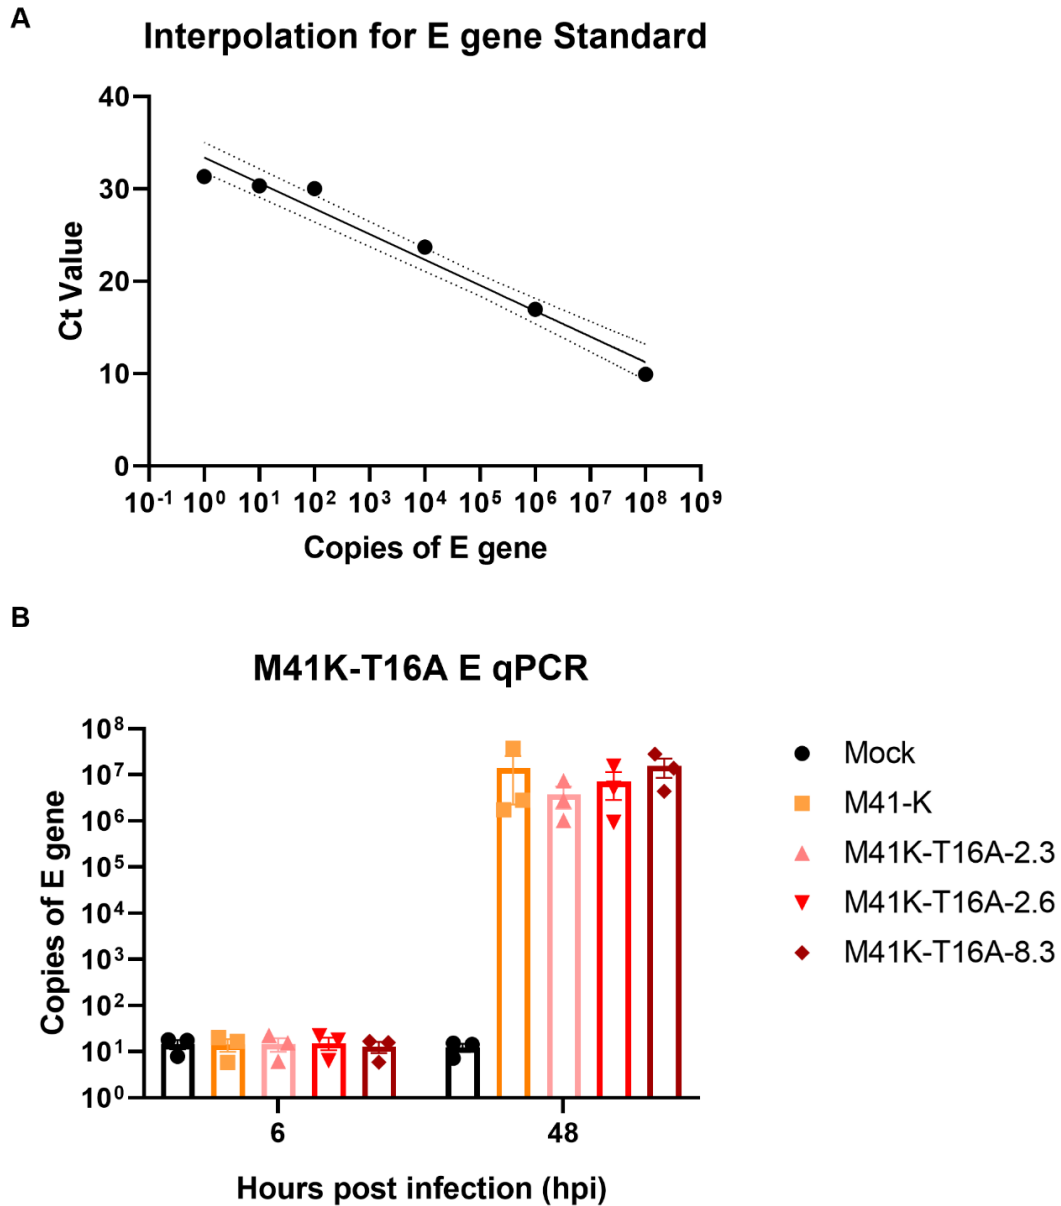 A
Interpolation for E gene Standard
40
30
20
10
0
Ct Value
10⁻¹ 10⁰ 10¹ 10² 10³ 10⁴ 10⁵ 10⁶ 10⁷ 10⁸ 10⁹
Copies of E gene
B
M41K-T16A E qPCR
10⁸
10⁷
10⁶
10⁵
10⁴
10³
10²
10¹
10⁰
Copies of E gene
6 48
Hours post infection (hpi)
Mock
M41-K
M41K-T16A-2.3
M41K-T16A-2.6
M41K-T16A-8.3